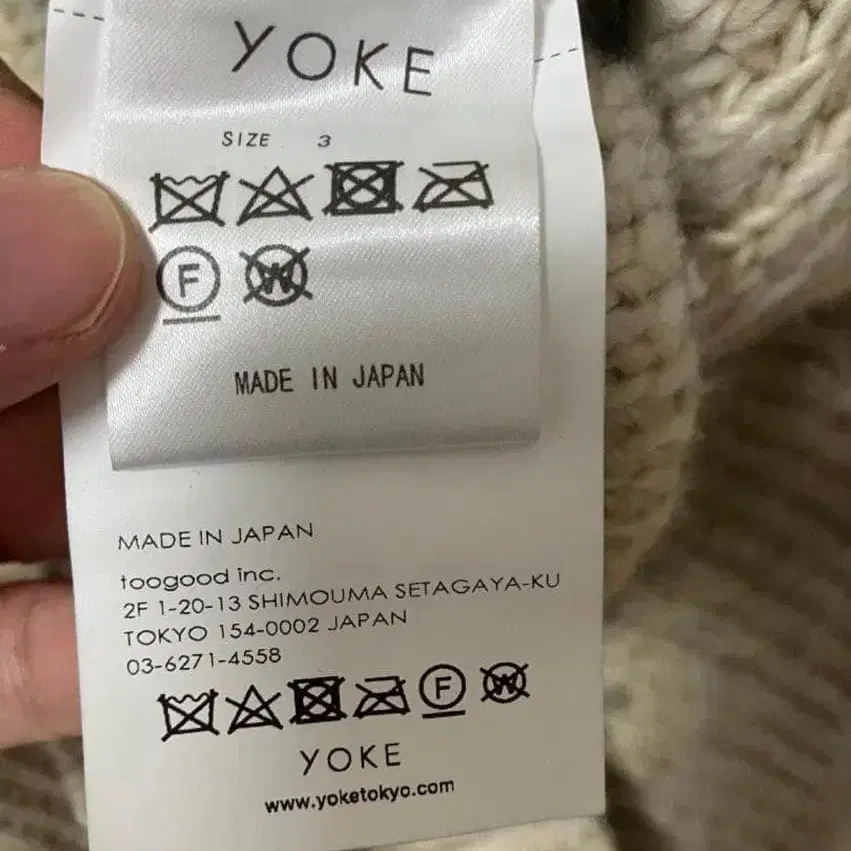 YOKE
SIZE 3
F W
MADE IN JAPAN
MADE IN JAPAN
toogood inc.
2F 1-20-13 SHIMOUMA SETAGAYA-KU
TOKYO 154-0002 JAPAN
03-6271-4558
F W
YOKE
www.yoketokyo.com